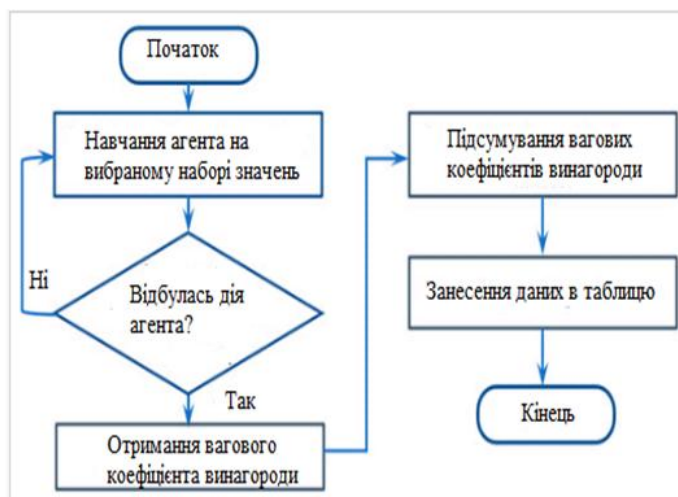 Початок
Навчання агента на
вибраному наборі значень
Ні
Відбулась дія
агента?
Так
Отримання вагового
коефіцієнта винагороди
Підсумування вагових
коефіцієнтів винагороди
Занесення даних в таблицю
Кінець